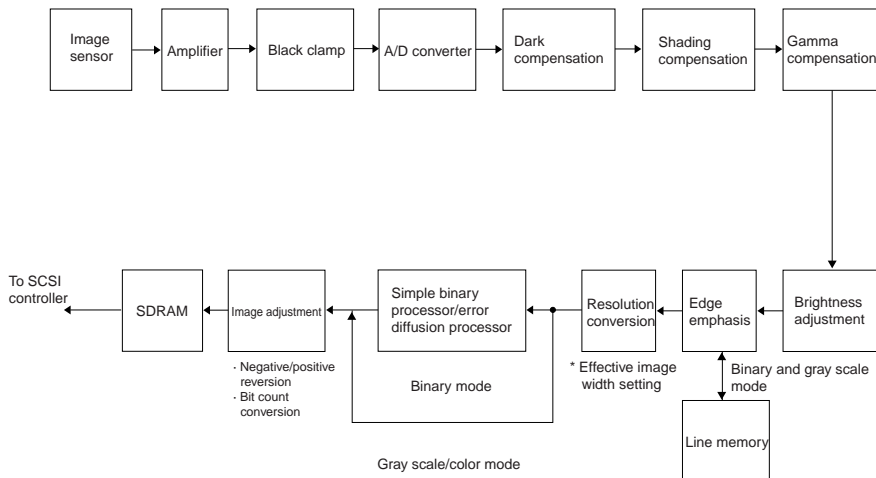 Image
sensor
Amplifier
Black clamp
A/D converter
Dark
compensation
Shading
compensation
Gamma
compensation
To SCSI
controller
SDRAM
Image adjustment
· Negative/positive
reversion
· Bit count
conversion
Simple binary
processor/error
diffusion processor
Binary mode
Gray scale/color mode
Resolution
conversion
* Effective image
width setting
Edge
emphasis
Brightness
adjustment
Binary and gray scale
mode
Line memory